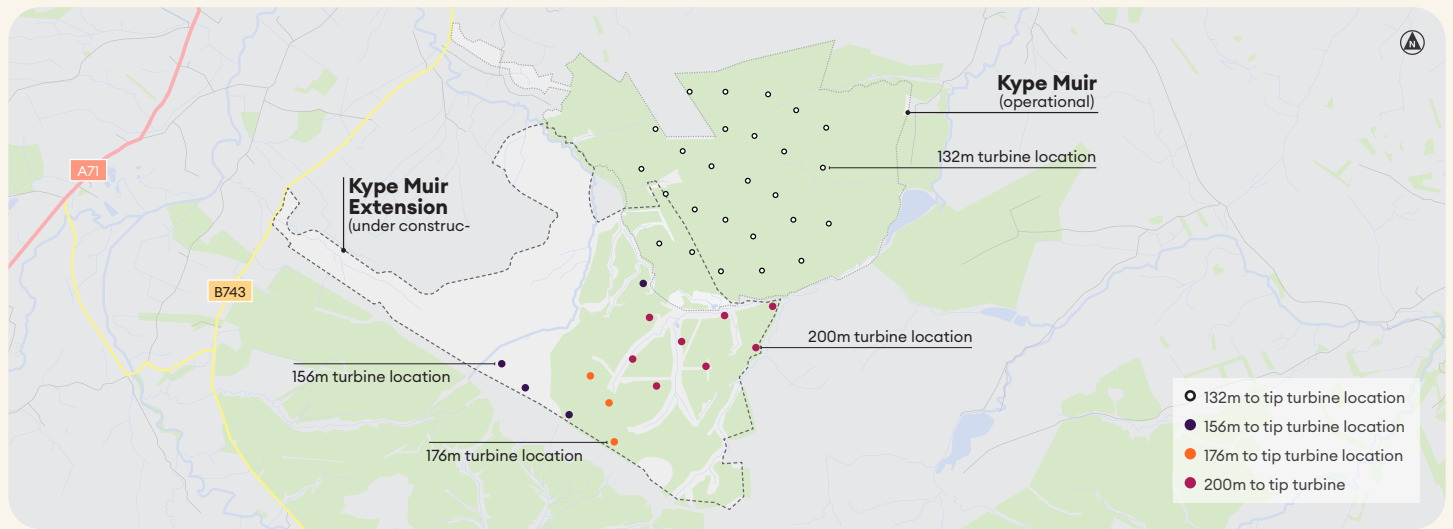 N
Kype Muir
(operational)
132m turbine location
A71
Kype Muir
Extension
(under construc-
B743
200m turbine location
156m turbine location
176m turbine location
132m to tip turbine location
156m to tip turbine location
176m to tip turbine location
200m to tip turbine